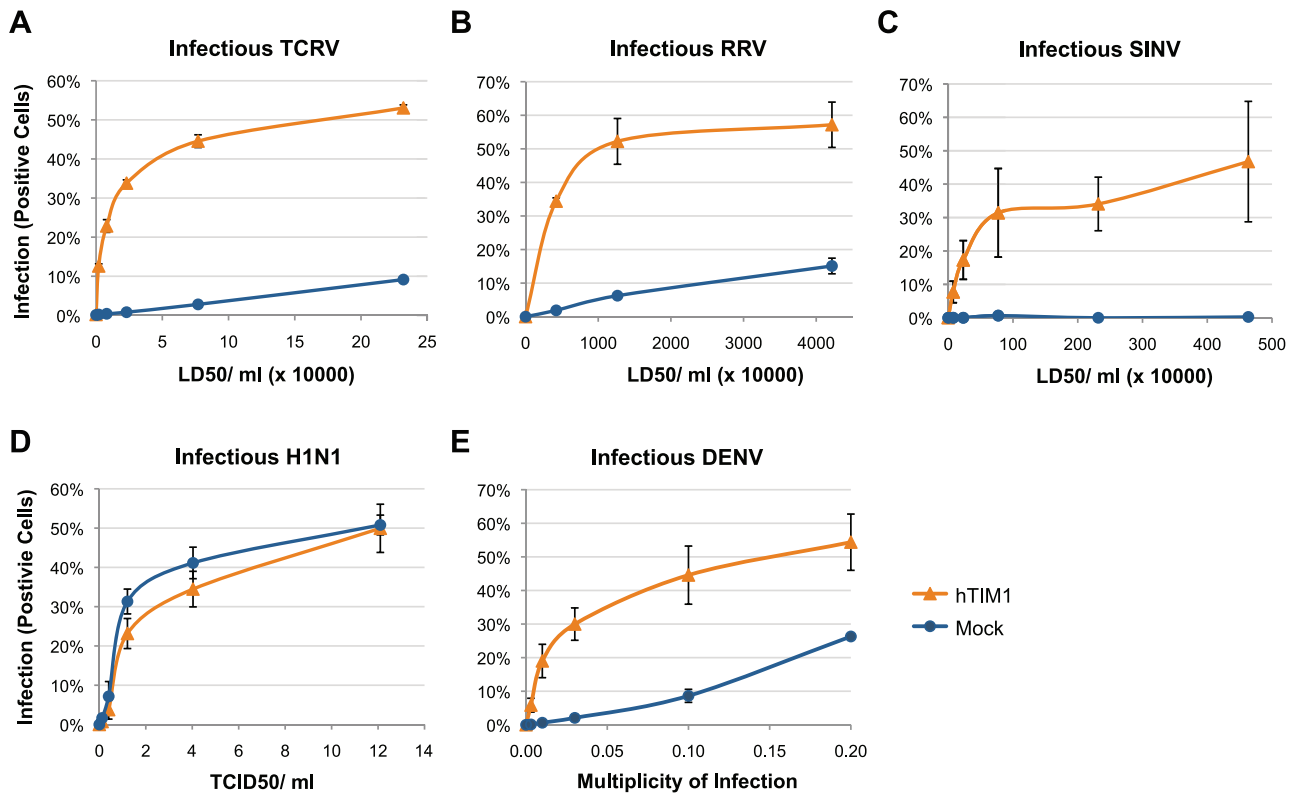 A
Infectious TCRV
Infection (Positive Cells)
60%
50%
40%
30%
20%
10%
0%
0 5 10 15 20 25
LD50/ ml (x 10000)
B
Infectious RRV
70%
60%
50%
40%
30%
20%
10%
0%
0 1000 2000 3000 4000
LD50/ ml (x 10000)
C
Infectious SINV
70%
60%
50%
40%
30%
20%
10%
0%
0 100 200 300 400 500
LD50/ ml (x 10000)
D
Infectious H1N1
Infection (Postivie Cells)
60%
50%
40%
30%
20%
10%
0%
0 2 4 6 8 10 12 14
TCID50/ ml
E
Infectious DENV
70%
60%
50%
40%
30%
20%
10%
0%
0.00 0.05 0.10 0.15 0.20
Multiplicity of Infection
hTIM1
Mock